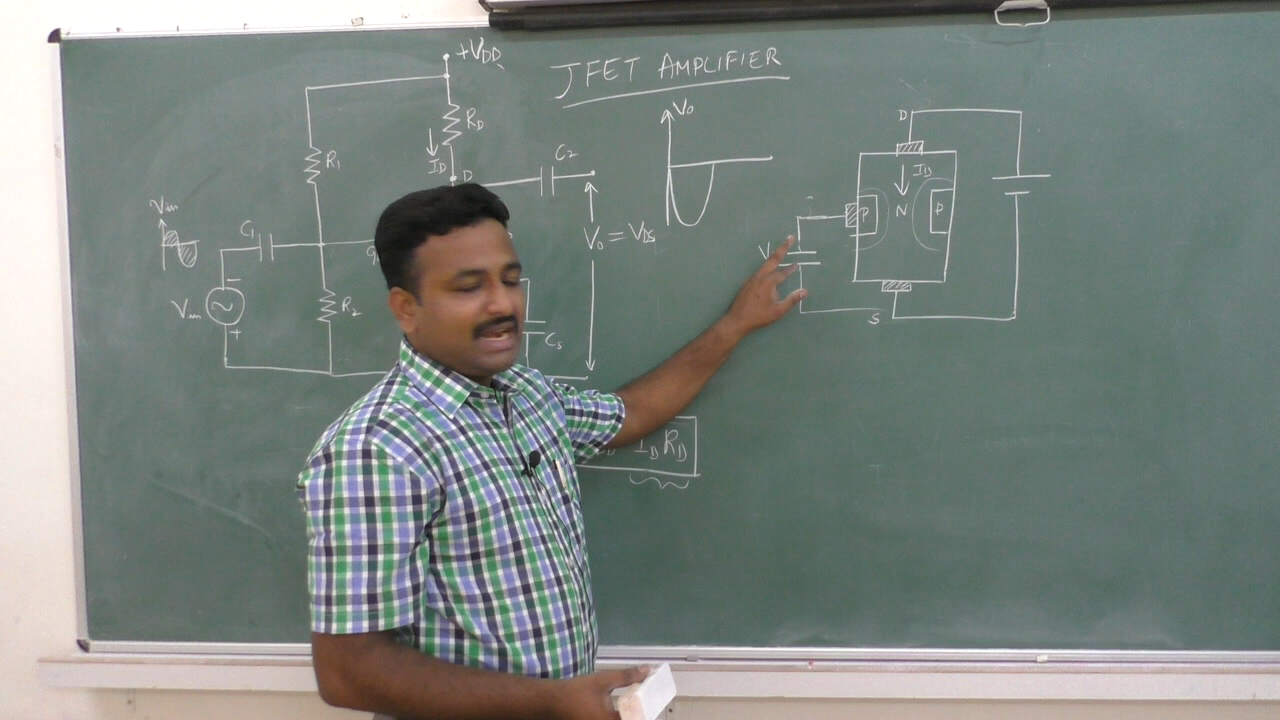 JFET AMPLIFIER
+VDD
RD
ID
D
C2
R1
Vin
C1
Vin
R2
Vo = VDS
Cs
Vo
ID RD
D
ID
P
N
P
S